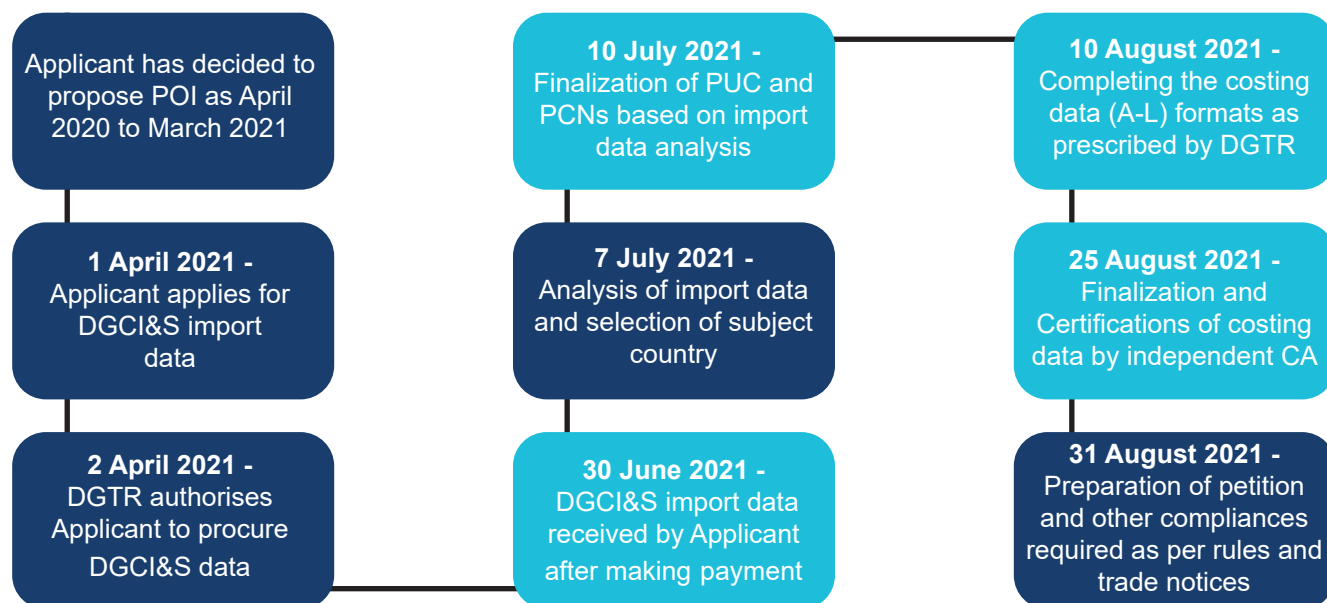 Applicant has decided to
propose POI as April
2020 to March 2021
1 April 2021 -
Applicant applies for
DGCI&S import
data
2 April 2021 -
DGTR authorises
Applicant to procure
DGCI&S data
30 June 2021 -
DGCI&S import data
received by Applicant
after making payment
7 July 2021 -
Analysis of import data
and selection of subject
country
10 July 2021 -
Finalization of PUC and
PCNs based on import
data analysis
10 August 2021 -
Completing the costing
data (A-L) formats as
prescribed by DGTR
25 August 2021 -
Finalization and
Certifications of costing
data by independent CA
31 August 2021 -
Preparation of petition
and other compliances
required as per rules and
trade notices